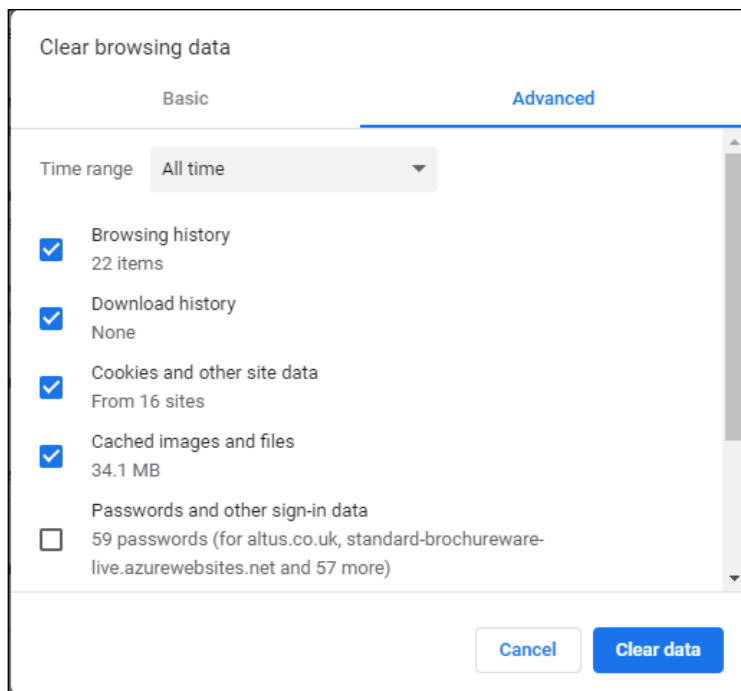 Clear browsing data
Basic
Advanced
Time range
All time
Browsing history
22 items
Download history
None
Cookies and other site data
From 16 sites
Cached images and files
34.1 MB
Passwords and other sign-in data
59 passwords (for altus.co.uk, standard-brochureware-
live.azurewebsites.net and 57 more)
Cancel
Clear data